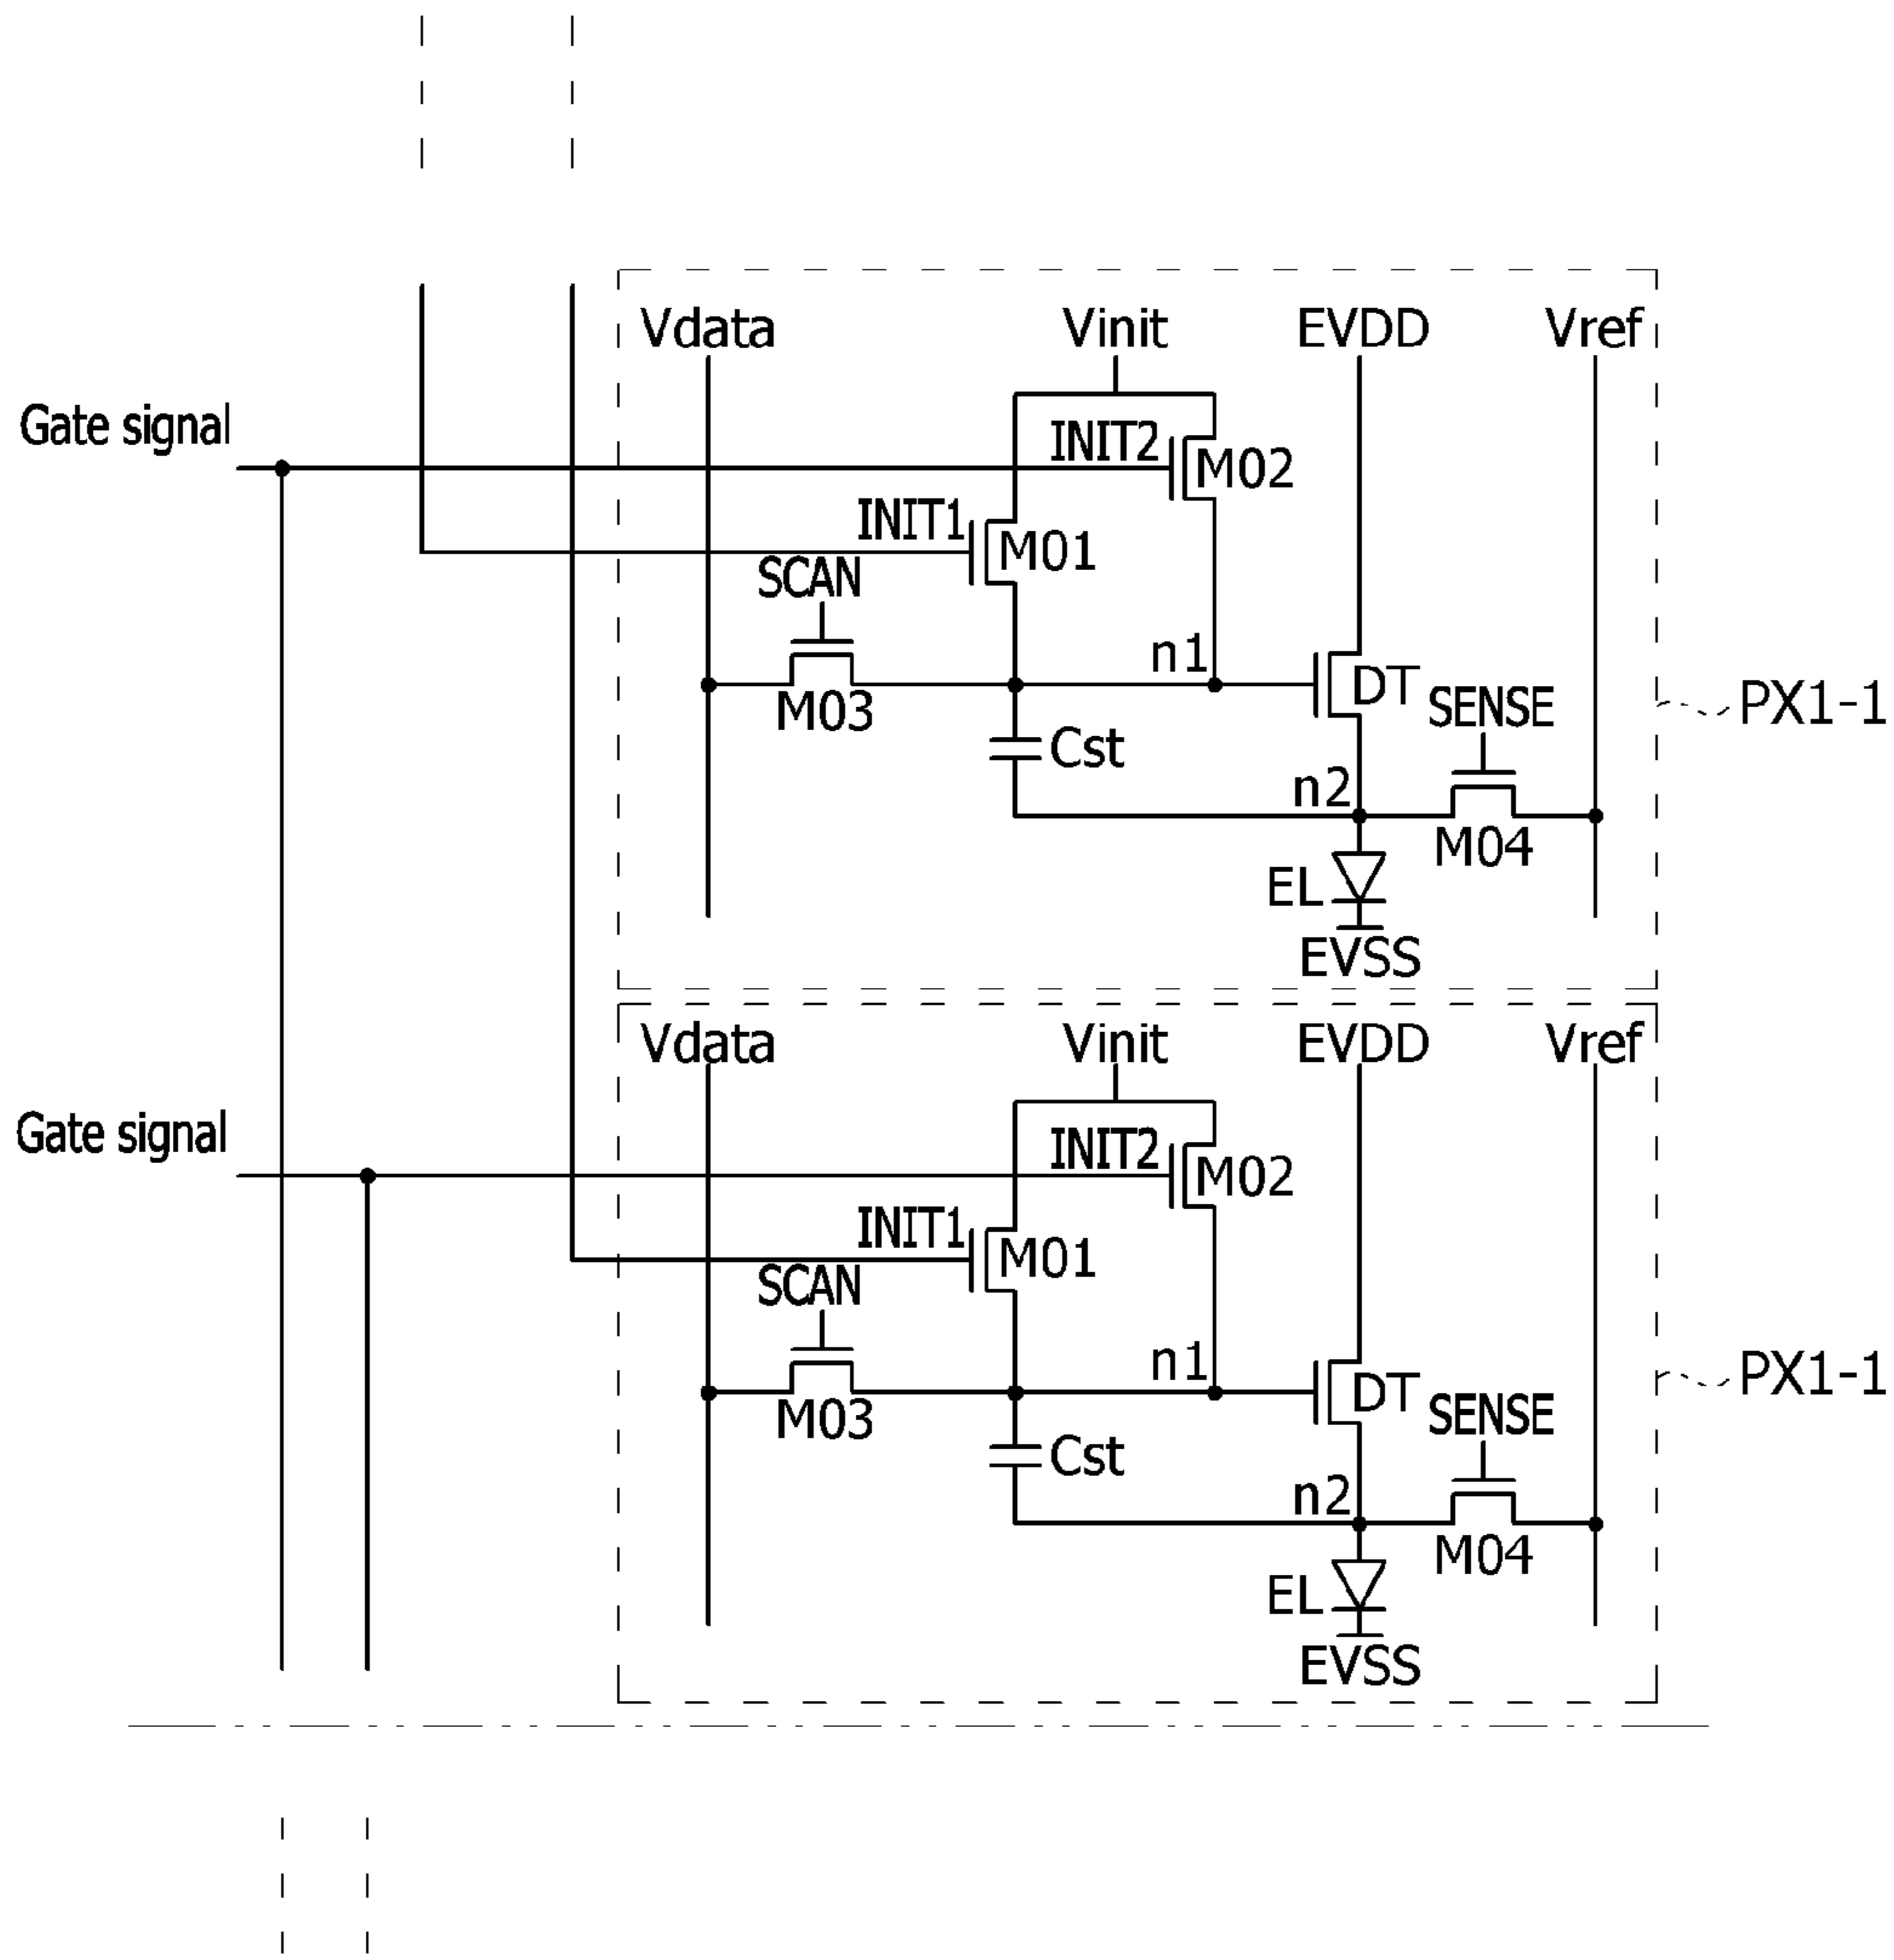 Vdata Vinit EVDD Vref
Gate signal
INIT2 M02
INIT1 M01
SCAN
n1
M03 DT SENSE PX1-1
Cst
n2
M04
EL
EVSS
Vdata Vinit EVDD Vref
Gate signal
INIT2 M02
INIT1 M01
SCAN
n1
M03 DT SENSE PX1-1
Cst
n2
M04
EL
EVSS